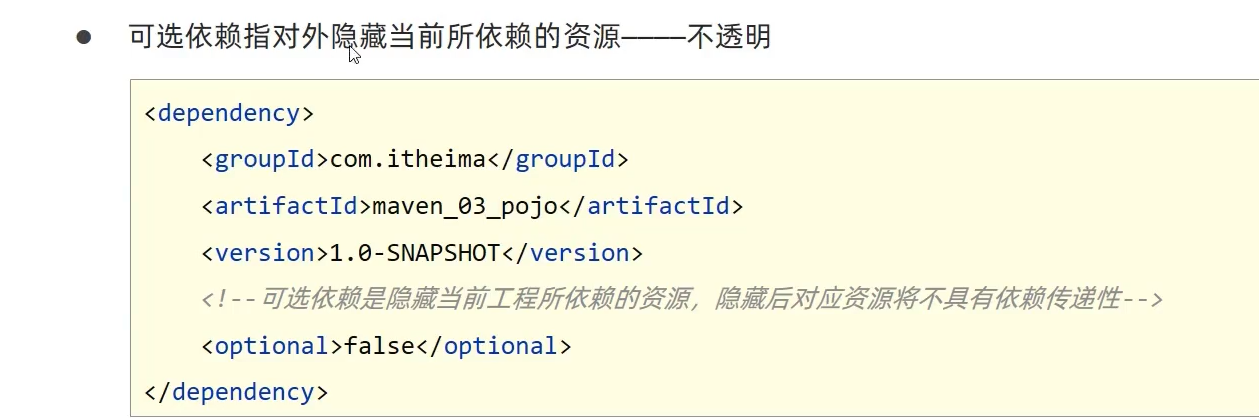 ● 可选依赖指对外隐藏当前所依赖的资源————不透明
<dependency>
    <groupId>com.itheima</groupId>
    <artifactId>maven_03_pojo</artifactId>
    <version>1.0-SNAPSHOT</version>
    <!--可选依赖是隐藏当前工程所依赖的资源，隐藏后对应资源将不具有依赖传递性-->
    <optional>false</optional>
</dependency>